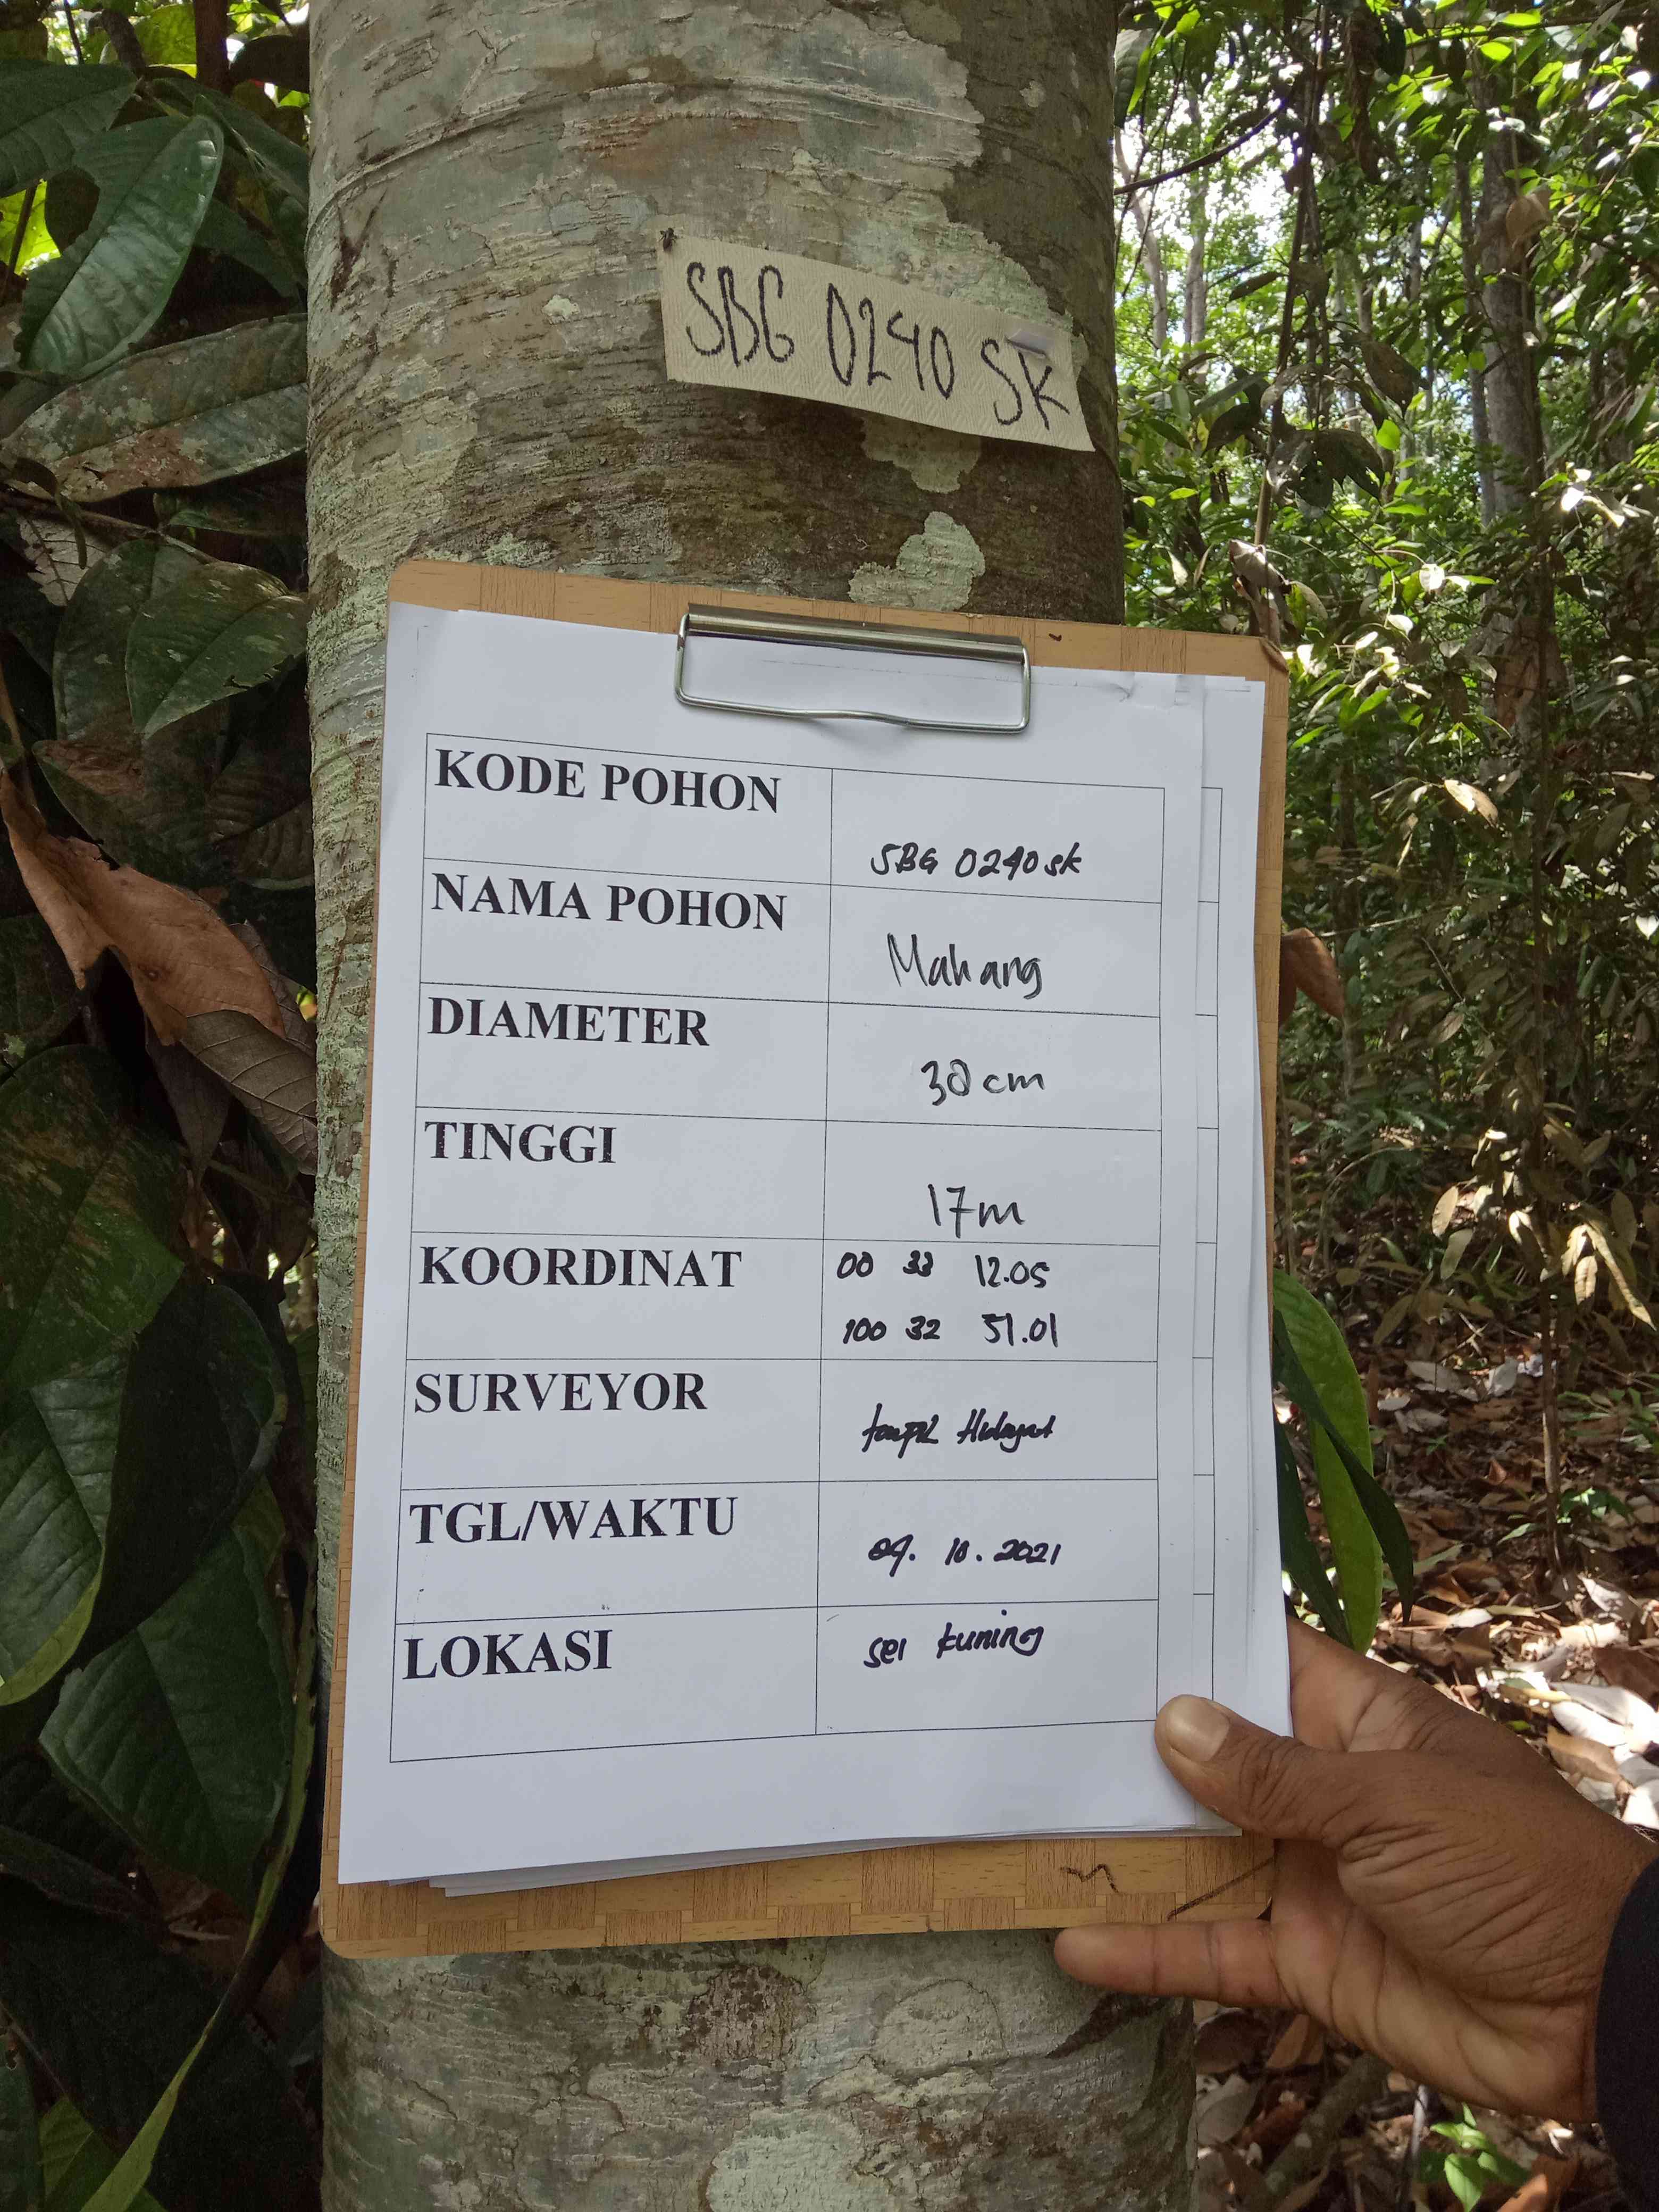 SBG 0240 SK
KODE POHON
SBG 0240 sk
NAMA POHON
Mahang
DIAMETER
30 cm
TINGGI
17m
KOORDINAT
00 33 12.05
100 32 51.01
SURVEYOR
taufik Hidayat
TGL/WAKTU
09. 10. 2021
LOKASI
sei kuning